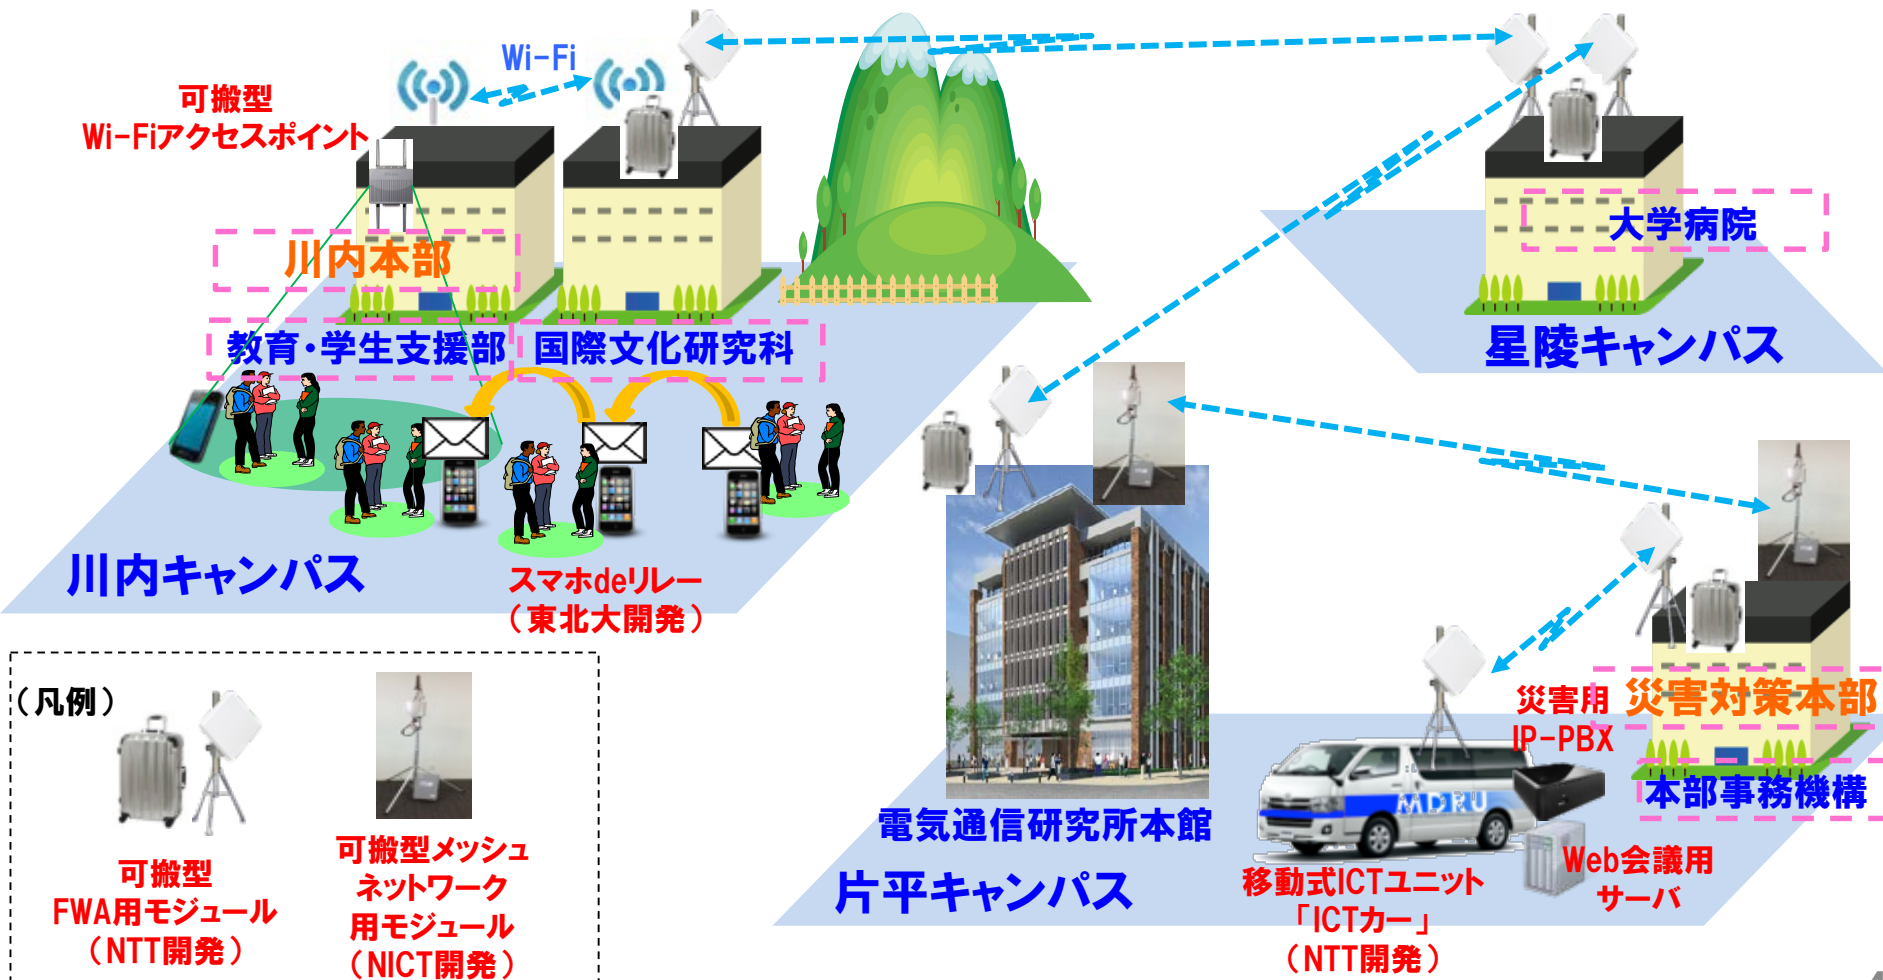 Wi-Fi
可搬型
Wi-Fiアクセスポイント
川内本部
教育・学生支援部
国際文化研究科
大学病院
星陵キャンパス
川内キャンパス
スマホdeリレー
（東北大開発）
（凡例）
可搬型
FWA用モジュール
（NTT開発）
可搬型メッシュ
ネットワーク
用モジュール
（NICT開発）
電気通信研究所本館
片平キャンパス
MDRU
移動式ICTユニット
「ICTカー」
（NTT開発）
災害用
IP-PBX
災害対策本部
本部事務機構
Web会議用
サーバ